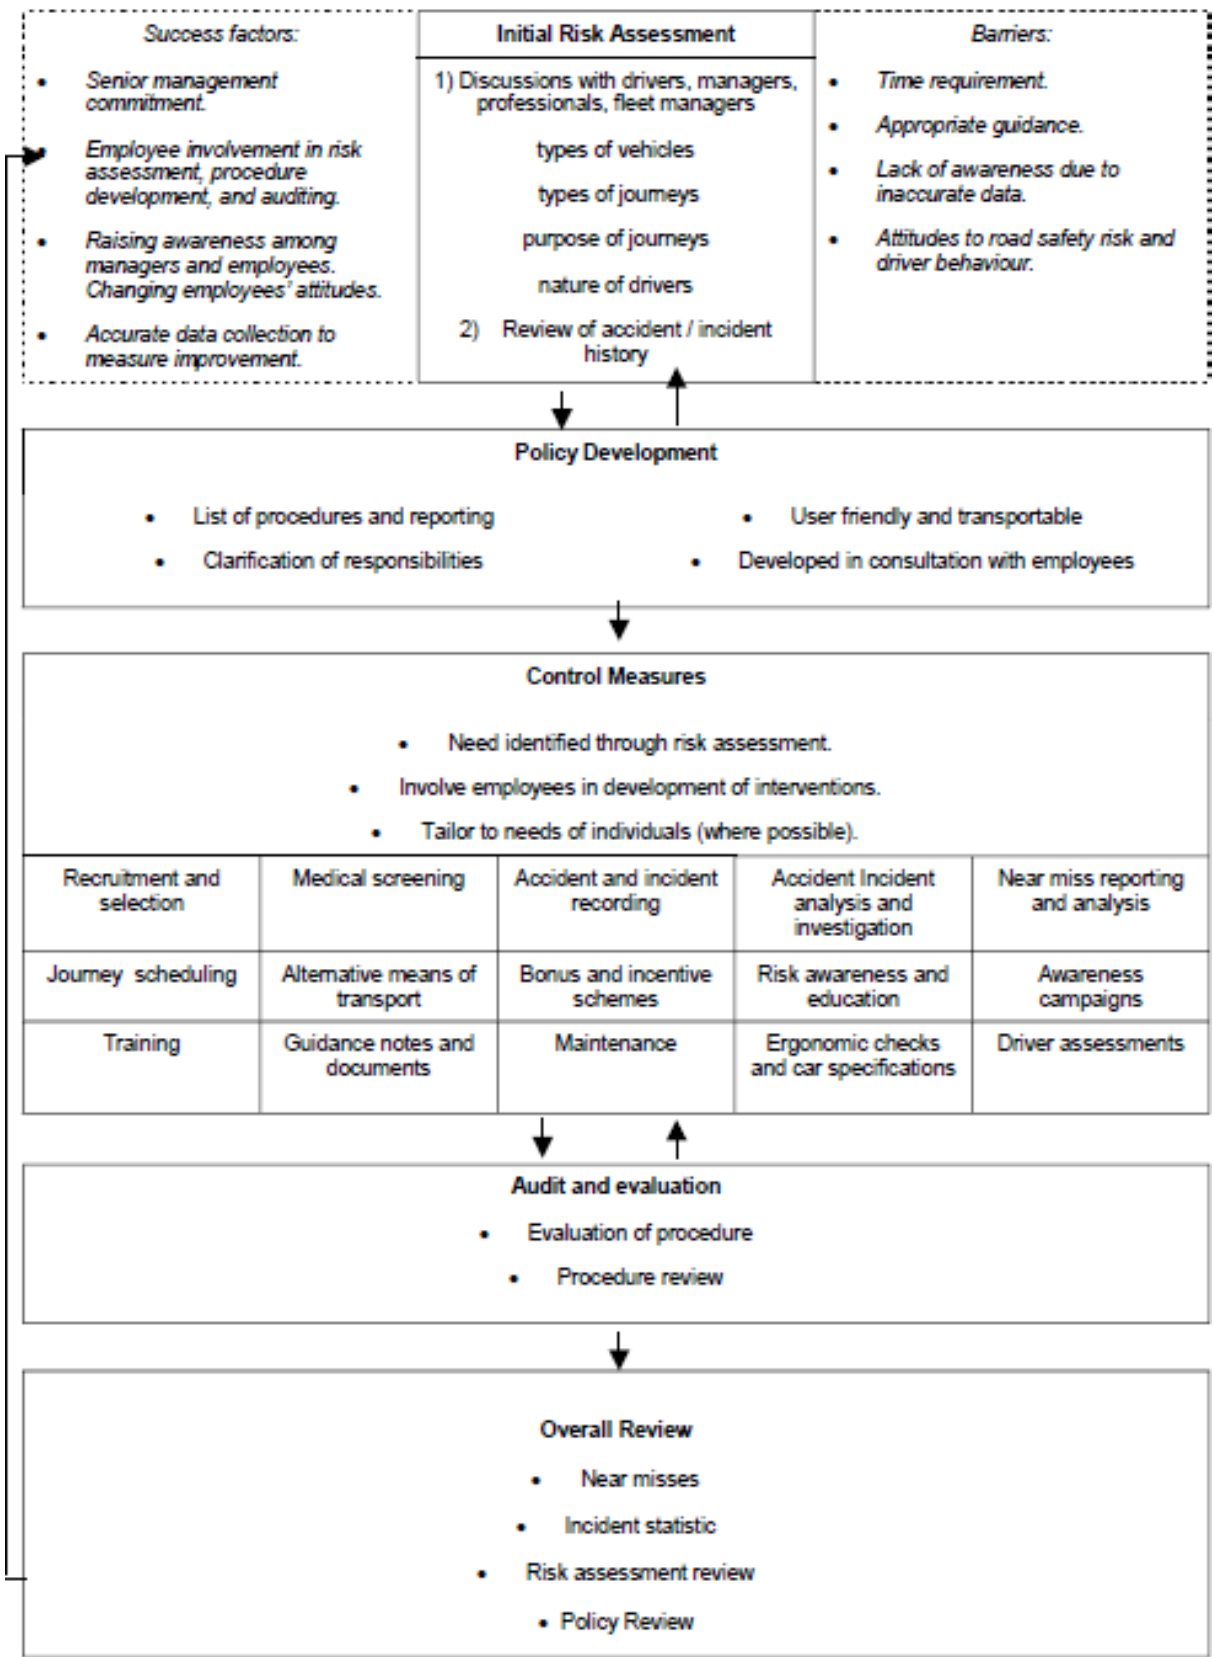 Success factors:
• Senior management
commitment.
• Employee involvement in risk
assessment, procedure
development, and auditing.
• Raising awareness among
managers and employees.
Changing employees' attitudes.
• Accurate data collection to
measure improvement.
Initial Risk Assessment
1) Discussions with drivers, managers,
professionals, fleet managers
types of vehicles
types of journeys
purpose of journeys
nature of drivers
2) Review of accident / incident
history
Barriers:
• Time requirement.
• Appropriate guidance.
• Lack of awareness due to
inaccurate data.
• Attitudes to road safety risk and
driver behaviour.
Policy Development
• List of procedures and reporting
• User friendly and transportable
• Clarification of responsibilities
• Developed in consultation with employees
Control Measures
• Need identified through risk assessment.
• Involve employees in development of interventions.
• Tailor to needs of individuals (where possible).
Recruitment and
selection
Medical screening
Accident and incident
recording
Accident Incident
analysis and
investigation
Near miss reporting
and analysis
Journey scheduling
Alternative means of
transport
Bonus and incentive
schemes
Risk awareness and
education
Awareness
campaigns
Training
Guidance notes and
documents
Maintenance
Ergonomic checks
and car specifications
Driver assessments
Audit and evaluation
• Evaluation of procedure
• Procedure review
Overall Review
• Near misses
• Incident statistic
• Risk assessment review
• Policy Review